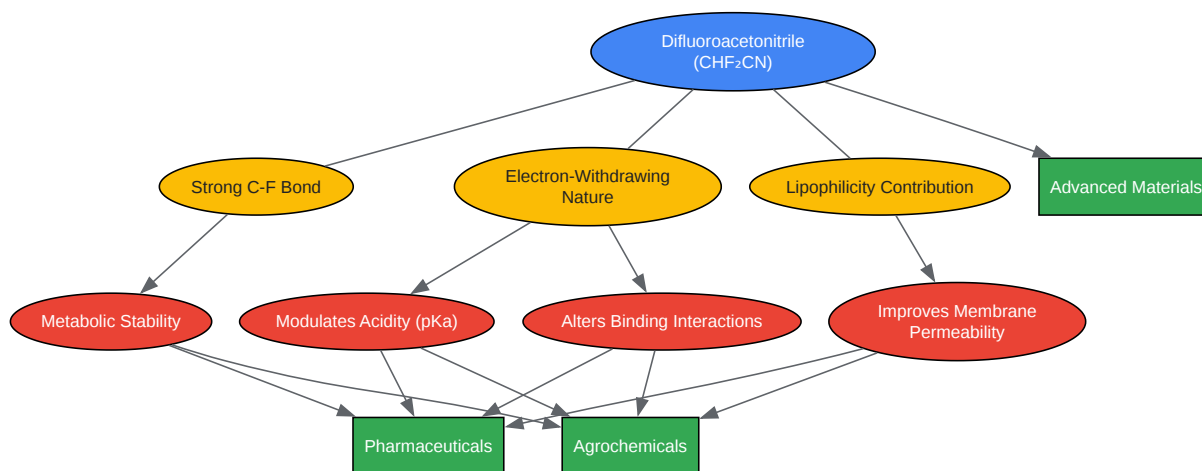 Difluoroacetonitrile
(CHF₂CN)
Strong C-F Bond
Electron-Withdrawing
Nature
Lipophilicity Contribution
Advanced Materials
Metabolic Stability
Modulates Acidity (pKa)
Alters Binding Interactions
Improves Membrane
Permeability
Pharmaceuticals
Agrochemicals